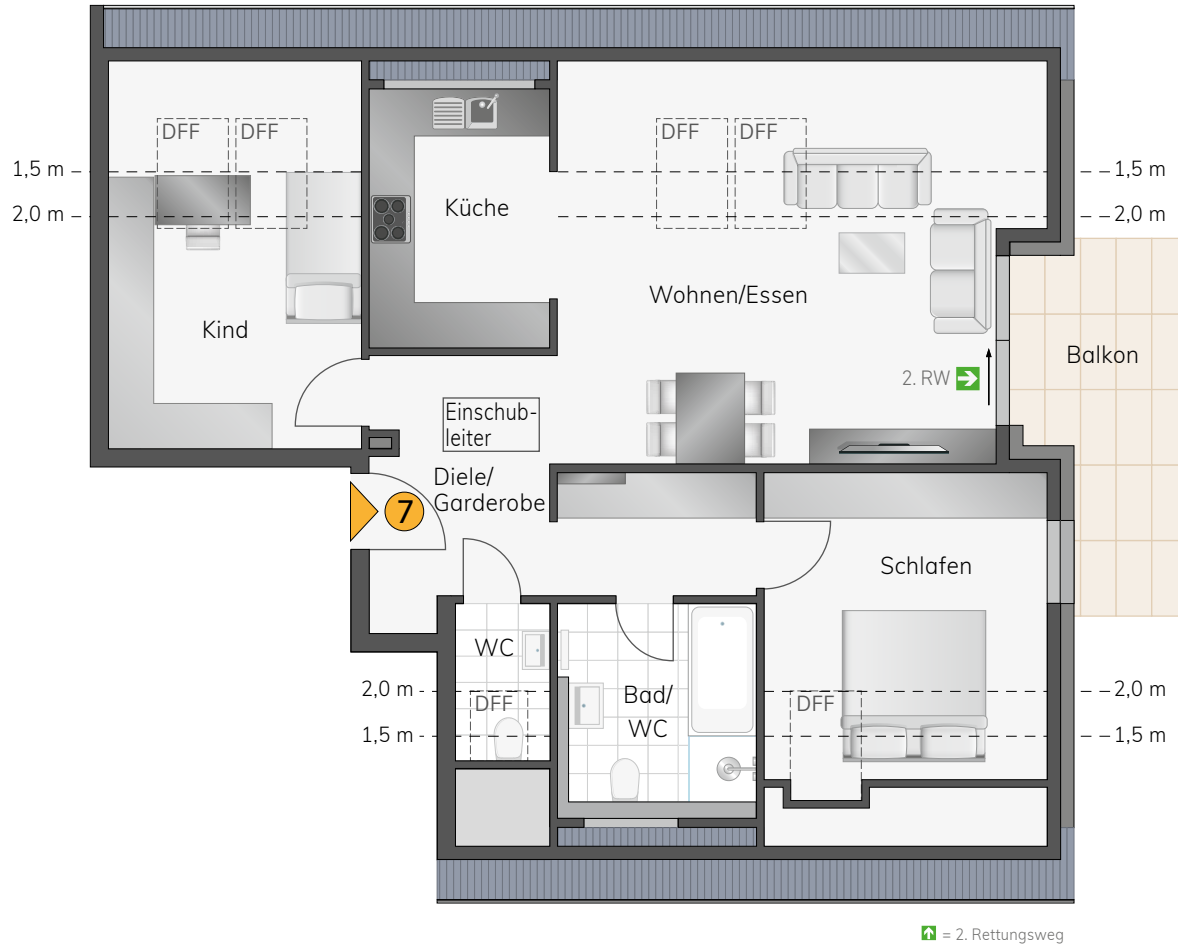 DFF
DFF
DFF
DFF
1,5 m
1,5 m
2,0 m
Küche
2,0 m
Wohnen/Essen
Kind
Balkon
2. RW
Einschub-
leiter
Diele/
Garderobe
7
Schlafen
WC
2,0 m
DFF
Bad/
WC
DFF
2,0 m
1,5 m
1,5 m
= 2. Rettungsweg